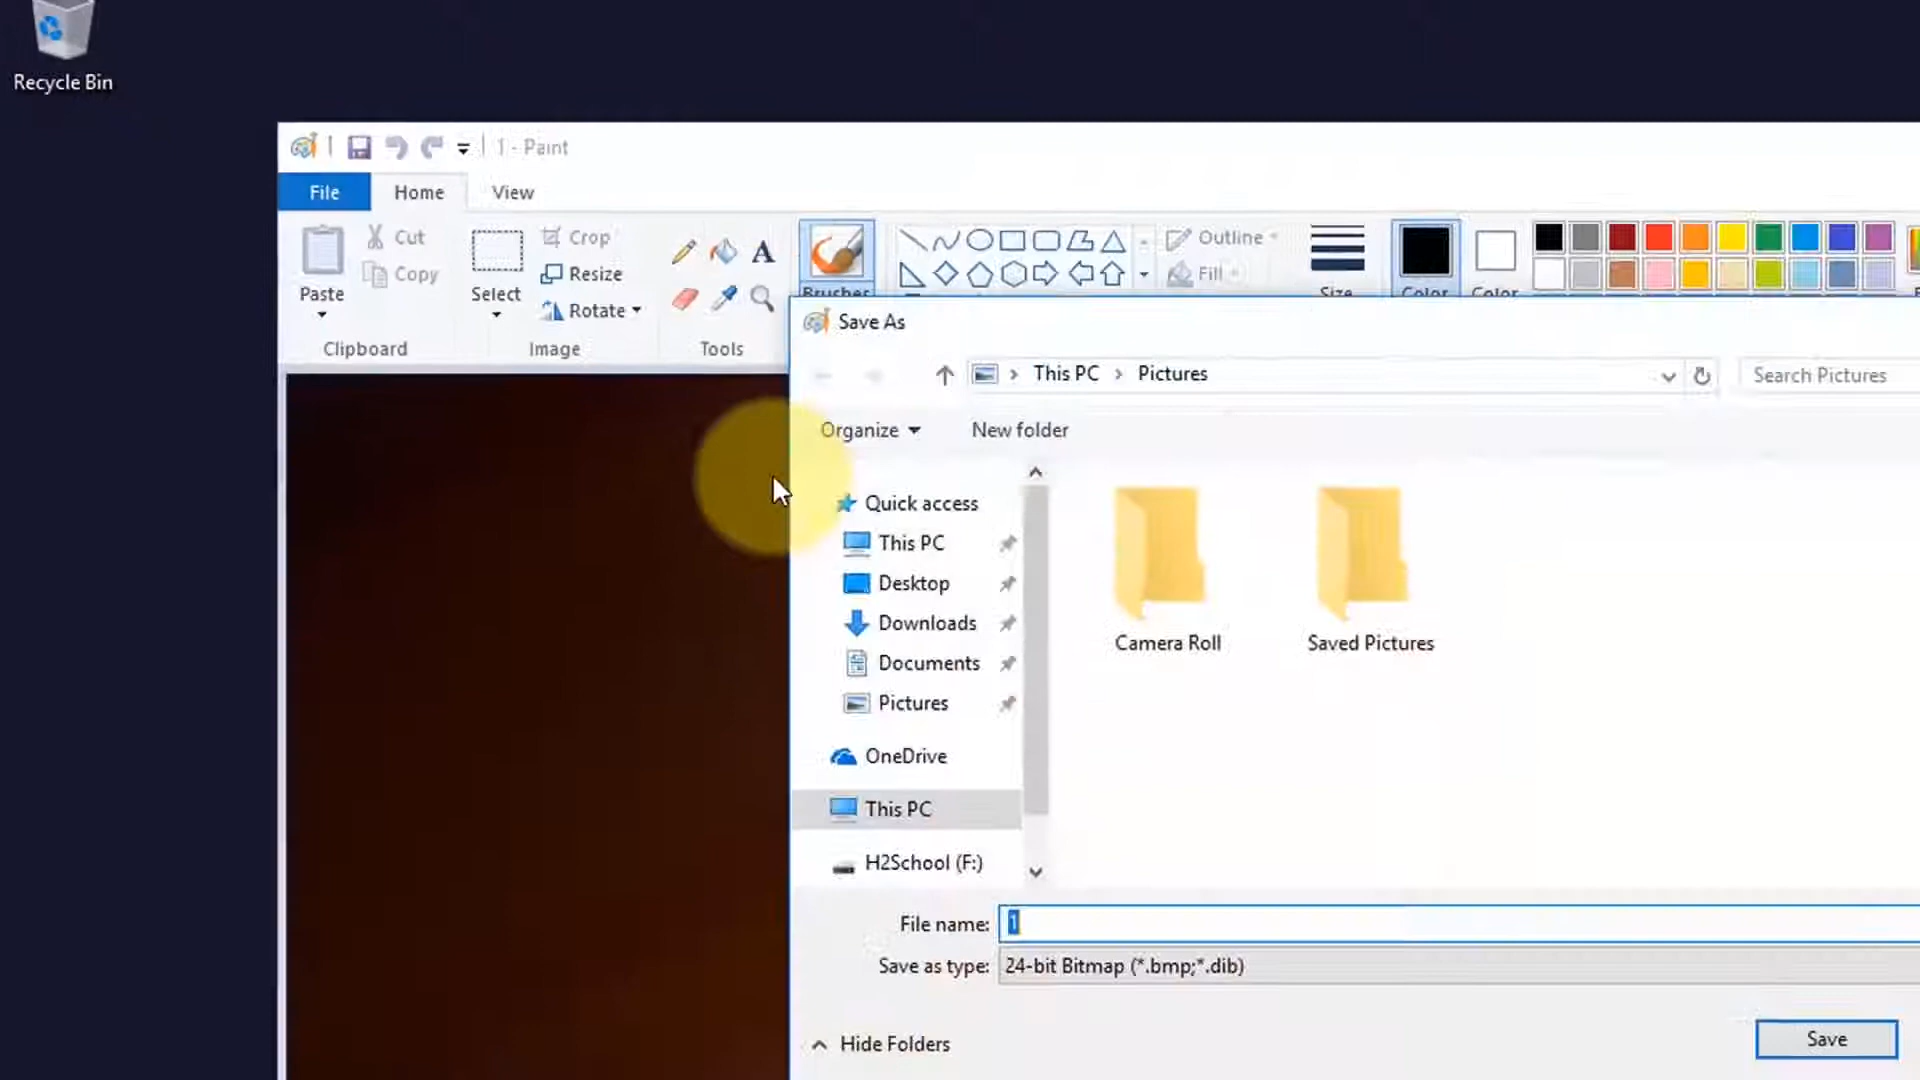 Recycle Bin
1 - Paint
File Home View
Cut
Copy
Paste
Clipboard
Select
Crop
Resize
Rotate
Image
Tools
Brushes
Outline
Fill
Size
Color
Color
Save As
This PC > Pictures
Search Pictures
Organize New folder
Quick access
This PC
Desktop
Downloads
Documents
Pictures
OneDrive
This PC
H2School (F:)
Camera Roll
Saved Pictures
File name: 1
Save as type: 24-bit Bitmap (*.bmp;*.dib)
Hide Folders
Save